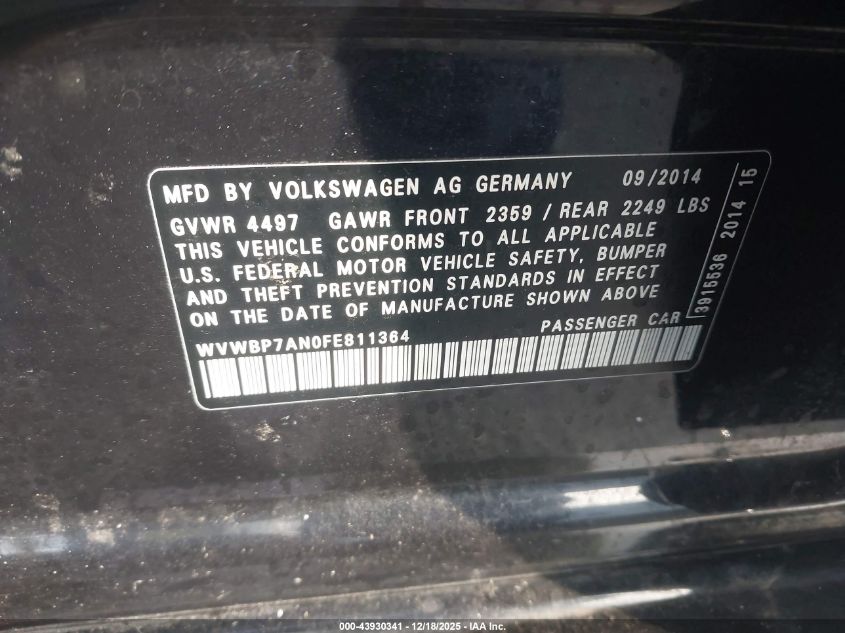 MFD BY VOLKSWAGEN AG GERMANY 09/2014
GVWR 4497 GAWR FRONT 2359 / REAR 2249 LBS
THIS VEHICLE CONFORMS TO ALL APPLICABLE
U.S. FEDERAL MOTOR VEHICLE SAFETY, BUMPER
AND THEFT PREVENTION STANDARDS IN EFFECT
ON THE DATE OF MANUFACTURE SHOWN ABOVE
WVWBP7AN0FE811364 PASSENGER CAR
3915536 2014 15
000-43930341 - 12/18/2025 - IAA Inc.